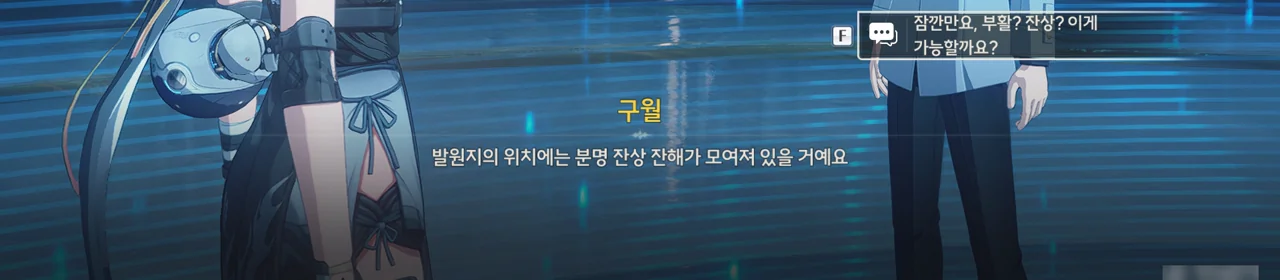 잠깐만요, 부활? 잔상? 이게
F
가능할까요?
구월
발원지의 위치에는 분명 잔상 잔해가 모여져 있을 거예요